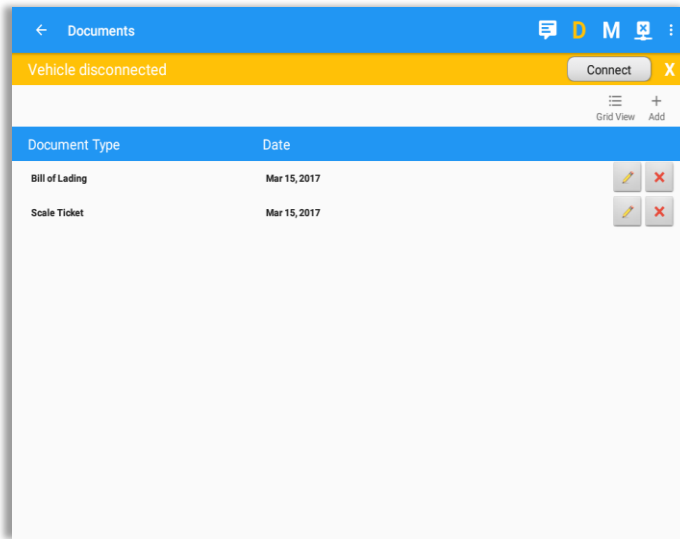 Documents D M
Vehicle disconnected Connect X
Grid View Add
Document Type Date
Bill of Lading Mar 15, 2017
Scale Ticket Mar 15, 2017